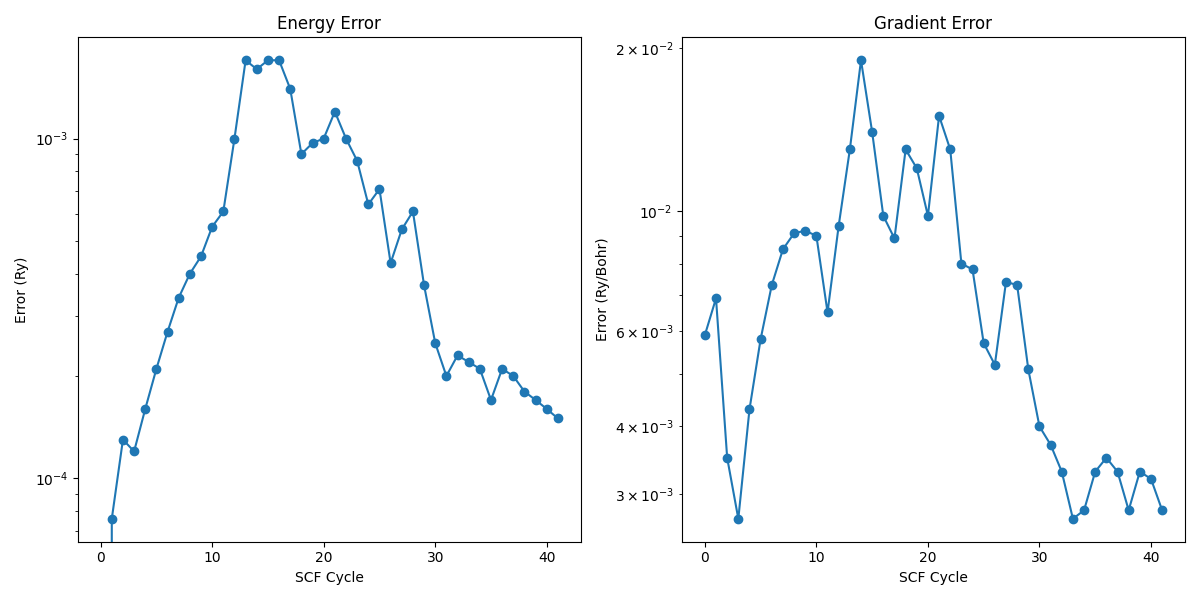 Energy Error
Error (Ry)
10⁻³
10⁻⁴
0 10 20 30 40
SCF Cycle
Gradient Error
Error (Ry/Bohr)
2 × 10⁻²
10⁻²
6 × 10⁻³
4 × 10⁻³
3 × 10⁻³
0 10 20 30 40
SCF Cycle